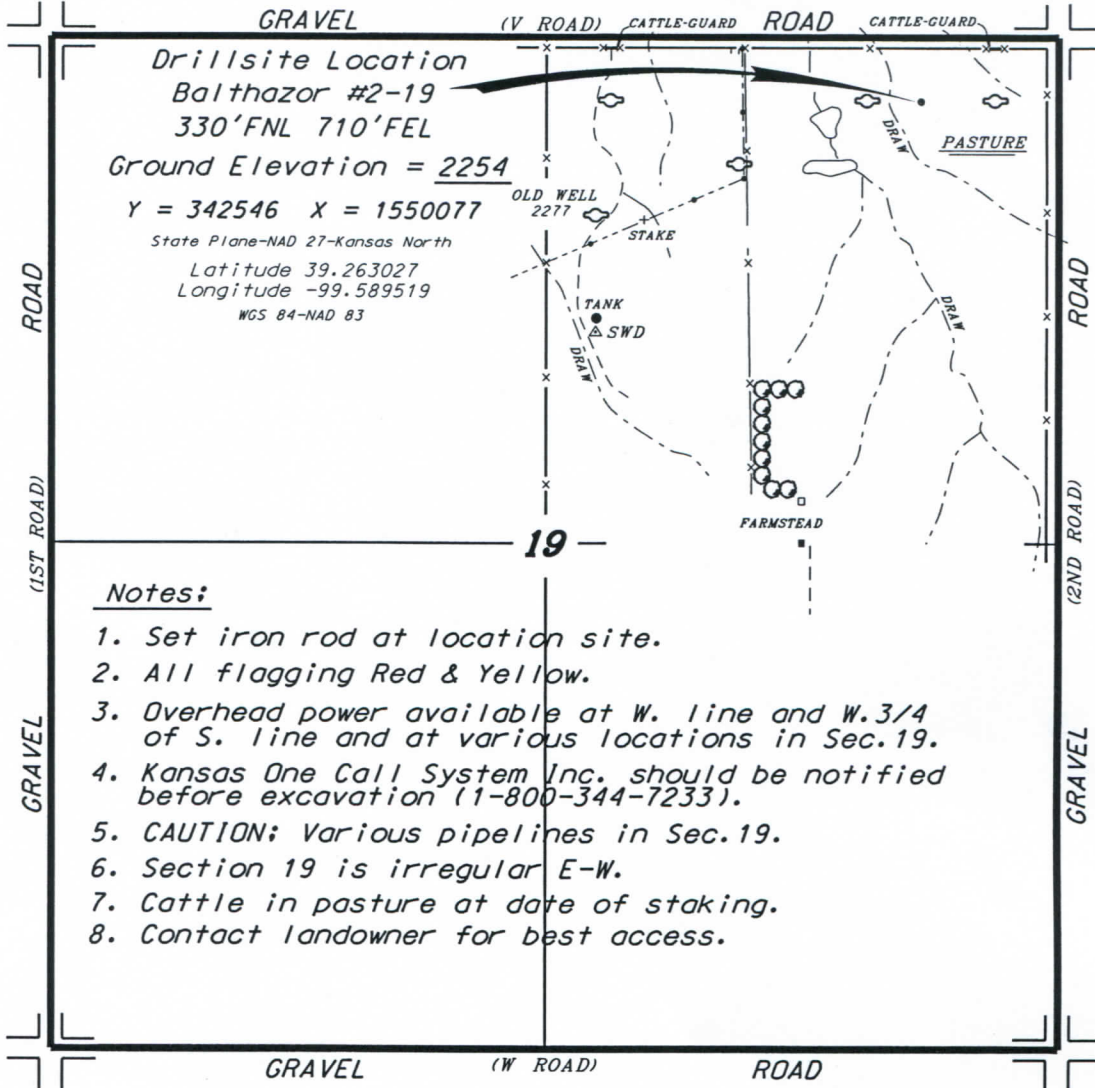 GRAVEL (V ROAD) ROAD
CATTLE-GUARD CATTLE-GUARD
Drillsite Location
Balthazor #2-19
330'FNL 710'FEL
Ground Elevation = 2254
Y = 342546 X = 1550077
State Plane-NAD 27-Kansas North
Latitude 39.263027
Longitude -99.589519
WGS 84-NAD 83
DRAW
PASTURE
OLD WELL
2277
STAKE
TANK
SWD
DRAW
DRAW
FARMSTEAD
ROAD
(1ST ROAD)
GRAVEL
ROAD
(2ND ROAD)
GRAVEL
19
Notes:
1. Set iron rod at location site.
2. All flagging Red & Yellow.
3. Overhead power available at W. line and W.3/4
of S. line and at various locations in Sec.19.
4. Kansas One Call System Inc. should be notified
before excavation (1-800-344-7233).
5. CAUTION: Various pipelines in Sec.19.
6. Section 19 is irregular E-W.
7. Cattle in pasture at date of staking.
8. Contact landowner for best access.
GRAVEL (W ROAD) ROAD